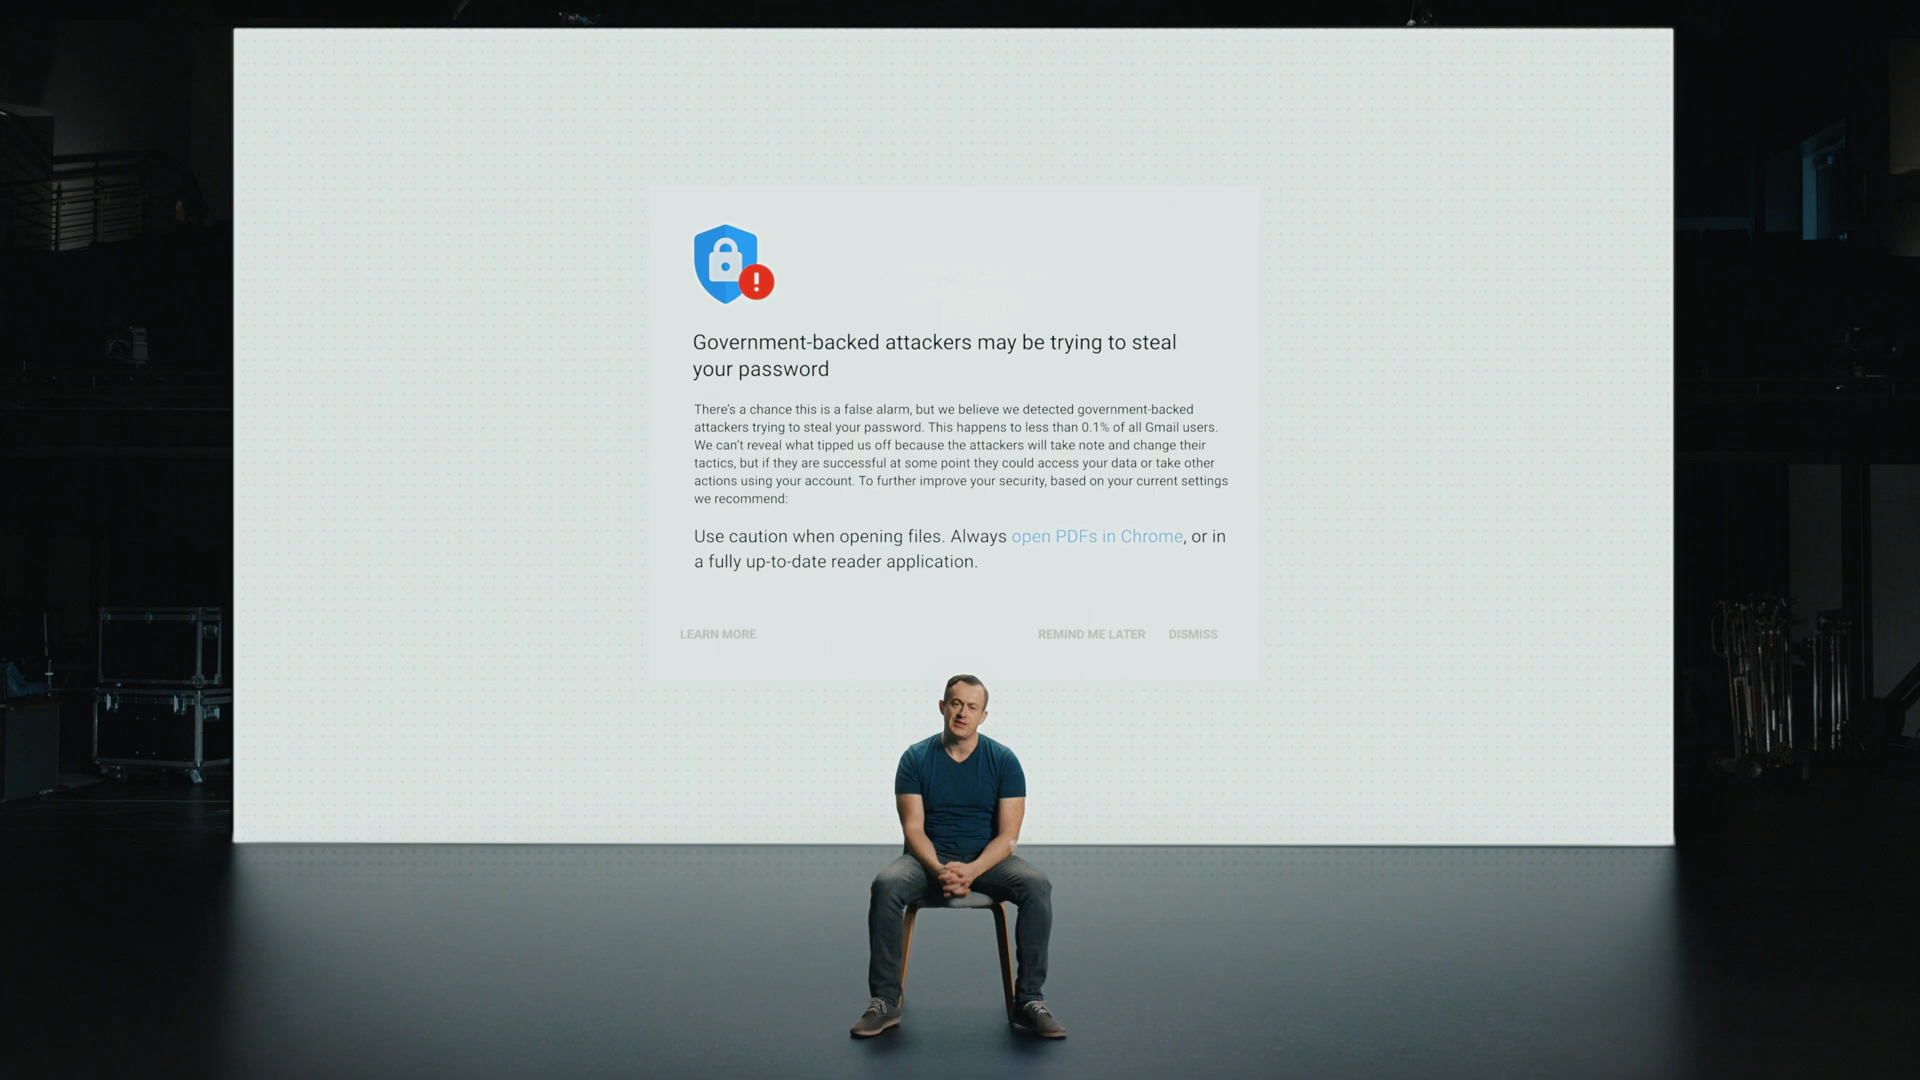 Government-backed attackers may be trying to steal
your password
There's a chance this is a false alarm, but we believe we detected government-backed
attackers trying to steal your password. This happens to less than 0.1% of all Gmail users.
We can't reveal what tipped us off because the attackers will take note and change their
tactics, but if they are successful at some point they could access your data or take other
actions using your account. To further improve your security, based on your current settings
we recommend:
Use caution when opening files. Always open PDFs in Chrome, or in
a fully up-to-date reader application.
LEARN MORE REMIND ME LATER DISMISS